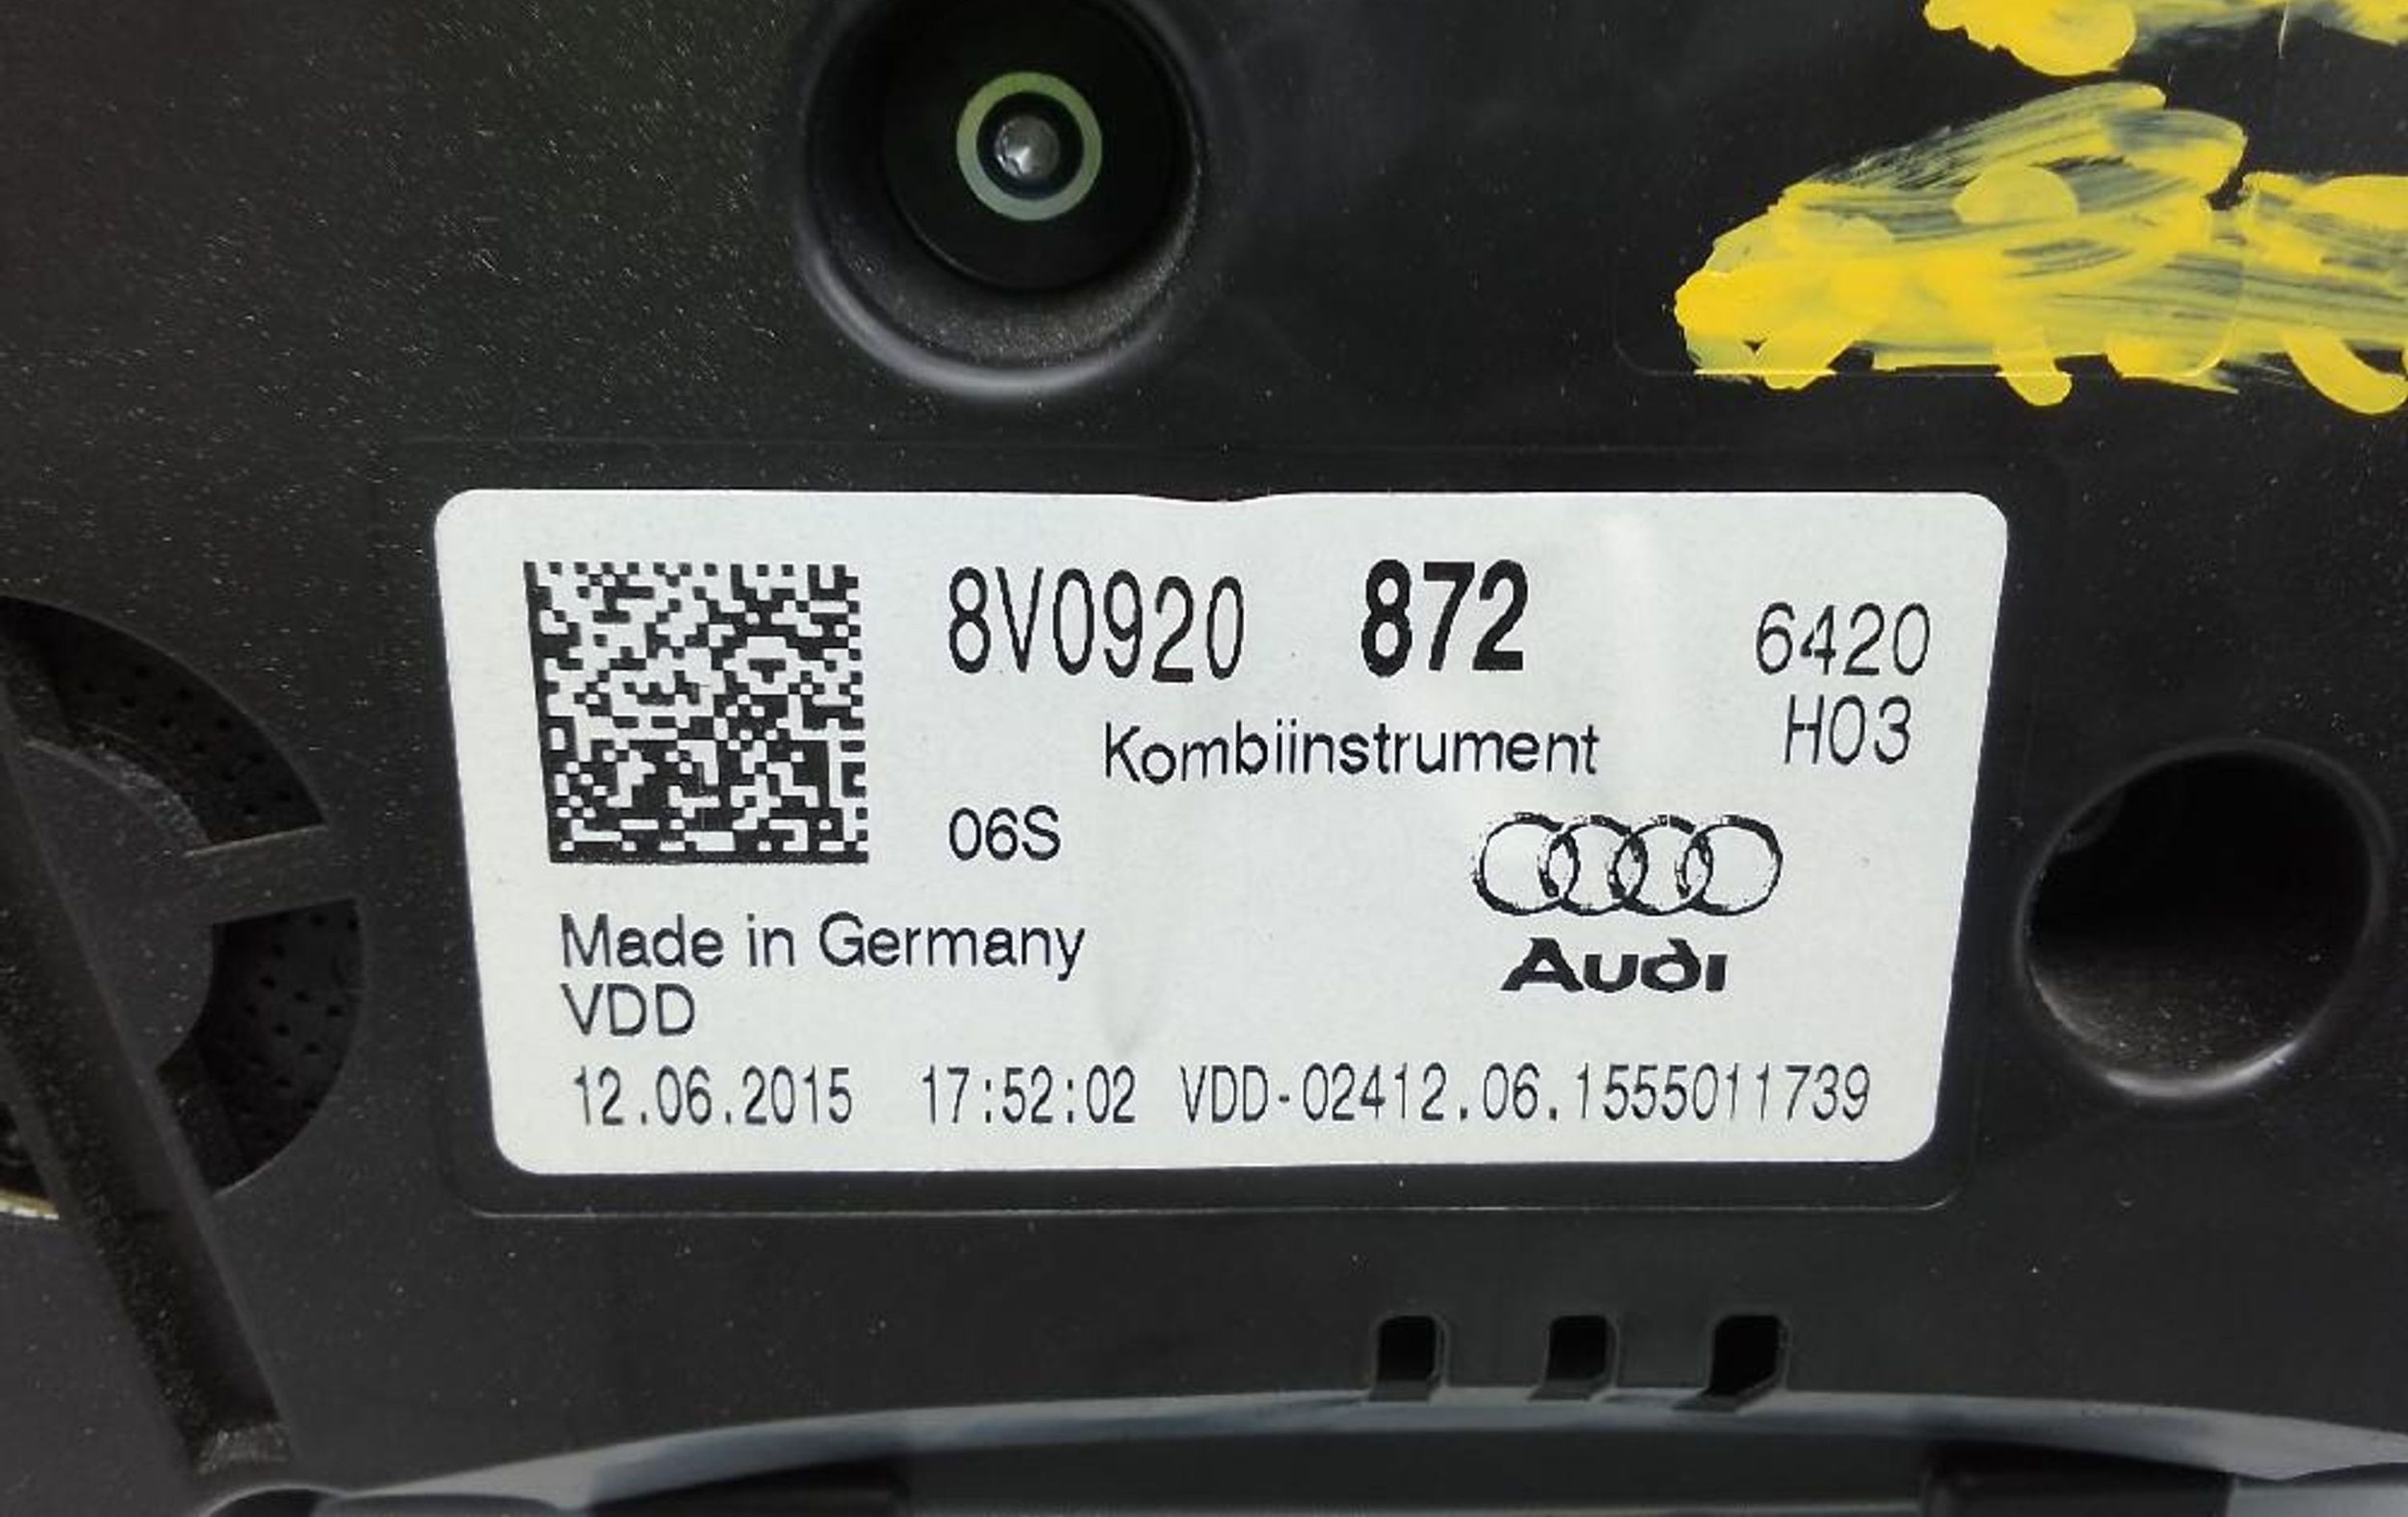 8V0920 872 6420
H03
Kombiinstrument
06S
Audi
Made in Germany
VDD
12.06.2015 17:52:02 VDD-02412.06.1555011739